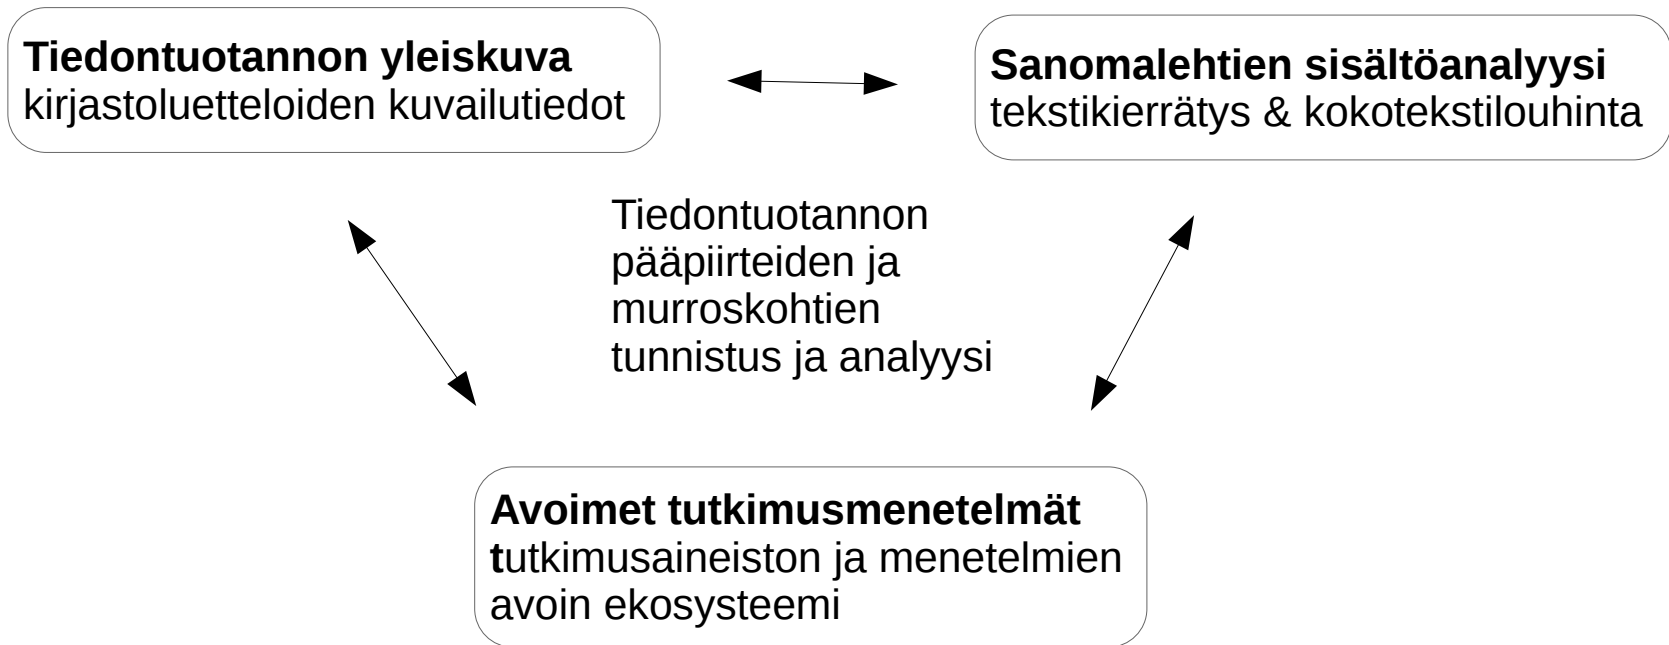 Tiedontuotannon yleiskuva
kirjastoluetteloiden kuvailutiedot
Sanomalehtien sisältöanalyysi
tekstikierrätys & kokotekstilouhinta
Tiedontuotannon
pääpiirteiden ja
murroskohtien
tunnistus ja analyysi
Avoimet tutkimusmenetelmät
tutkimusaineiston ja menetelmien
avoin ekosysteemi